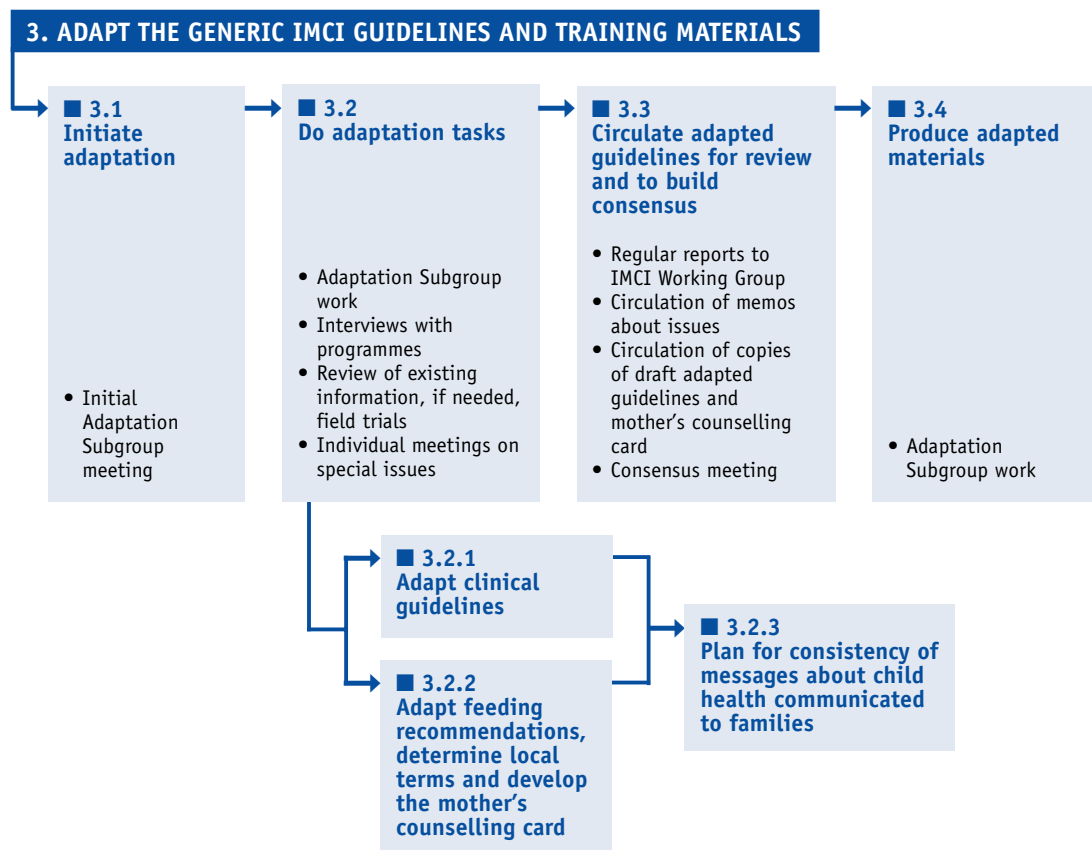 3. ADAPT THE GENERIC IMCI GUIDELINES AND TRAINING MATERIALS
■ 3.1
Initiate
adaptation
• Initial
Adaptation
Subgroup
meeting
■ 3.2
Do adaptation tasks
• Adaptation Subgroup
work
• Interviews with
programmes
• Review of existing
information, if needed,
field trials
• Individual meetings on
special issues
■ 3.3
Circulate adapted
guidelines for review
and to build
consensus
• Regular reports to
IMCI Working Group
• Circulation of memos
about issues
• Circulation of copies
of draft adapted
guidelines and
mother's counselling
card
• Consensus meeting
■ 3.4
Produce adapted
materials
• Adaptation
Subgroup work
■ 3.2.1
Adapt clinical
guidelines
■ 3.2.2
Adapt feeding
recommendations,
determine local
terms and develop
the mother's
counselling card
■ 3.2.3
Plan for consistency of
messages about child
health communicated
to families